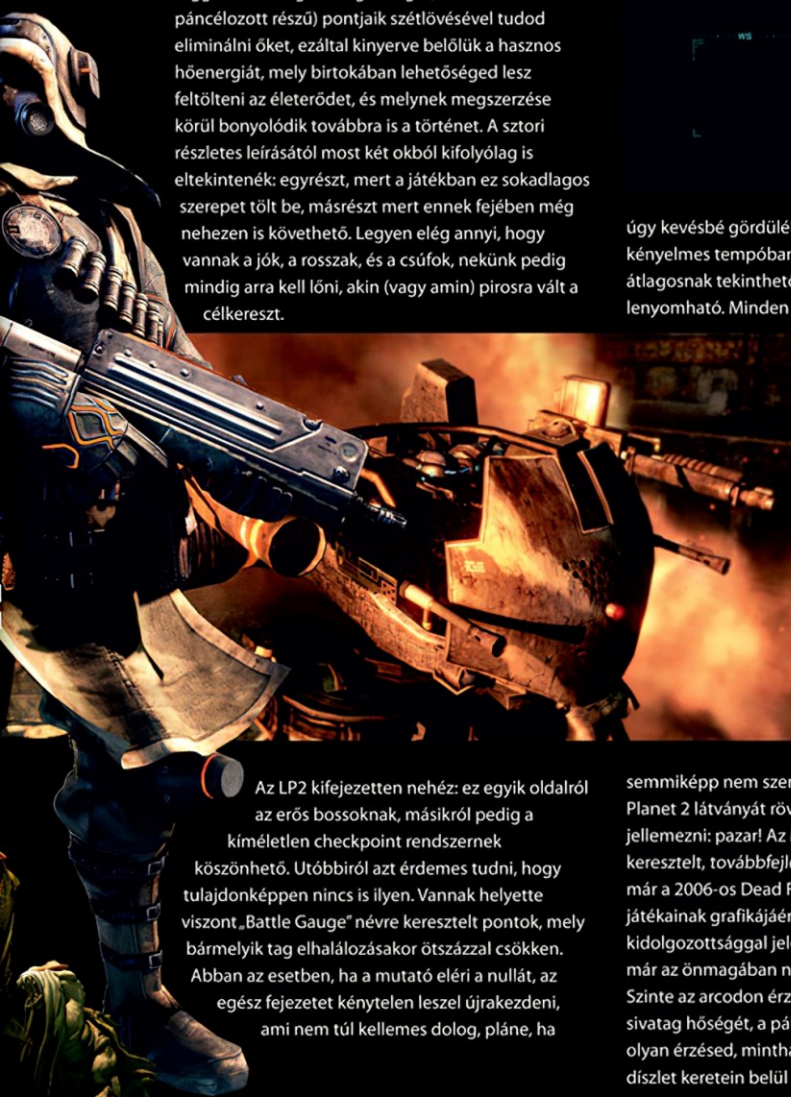 páncélozott részű) pontjaik szétlövésével tudod
eliminálni őket, ezáltal kinyerve belőlük a hasznos
hőenergiát, mely birtokában lehetőséged lesz
feltölteni az életerődet, és melynek megszerzése
körül bonyolódik továbbra is a történet. A sztori
részletes leírásától most két okból kifolyólag is
eltekintenék: egyrészt, mert a játékban ez sokadlagos
szerepet tölt be, másrészt mert ennek fejében még
nehezen is követhető. Legyen elég annyi, hogy
vannak a jók, a rosszak, és a csúfok, nekünk pedig
mindig arra kell lőni, akin (vagy amin) pirosra vált a
célkereszt.
Az LP2 kifejezetten nehéz: ez egyik oldalról
az erős bossoknak, másikról pedig a
kíméletlen checkpoint rendszernek
köszönhető. Utóbbiról azt érdemes tudni, hogy
tulajdonképpen nincs is ilyen. Vannak helyette
viszont „Battle Gauge” névre keresztelt pontok, mely
bármelyik tag elhalálozásakor ötszázzal csökken.
Abban az esetben, ha a mutató eléri a nullát, az
egész fejezetet kénytelen leszel újrakezdeni,
ami nem túl kellemes dolog, pláne, ha
WS
úgy kevésbé gördülé
kényelmes tempóban
átlagosnak tekinthető
lenyomható. Minden
semmiképp nem szer
Planet 2 látványát röv
jellemezni: pazar! Az
keresztelt, továbbfejle
már a 2006-os Dead R
játékainak grafikájáér
kidolgozottsággal jele
már az önmagában n
Szinte az arcodon érz
sivatag hőségét, a pá
olyan érzésed, mintha
díszlet keretein belül